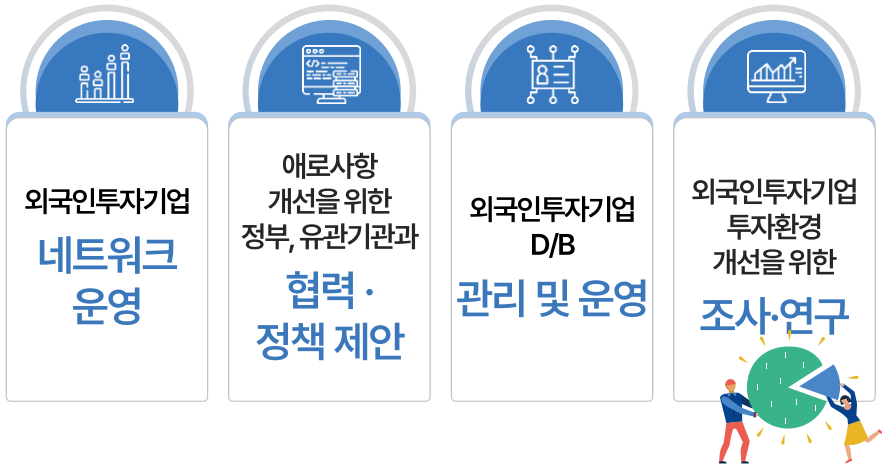 외국인투자기업
네트워크
운영
애로사항
개선을 위한
정부, 유관기관과
협력 ·
정책 제안
외국인투자기업
D/B
관리 및 운영
외국인투자기업
투자환경
개선을 위한
조사·연구